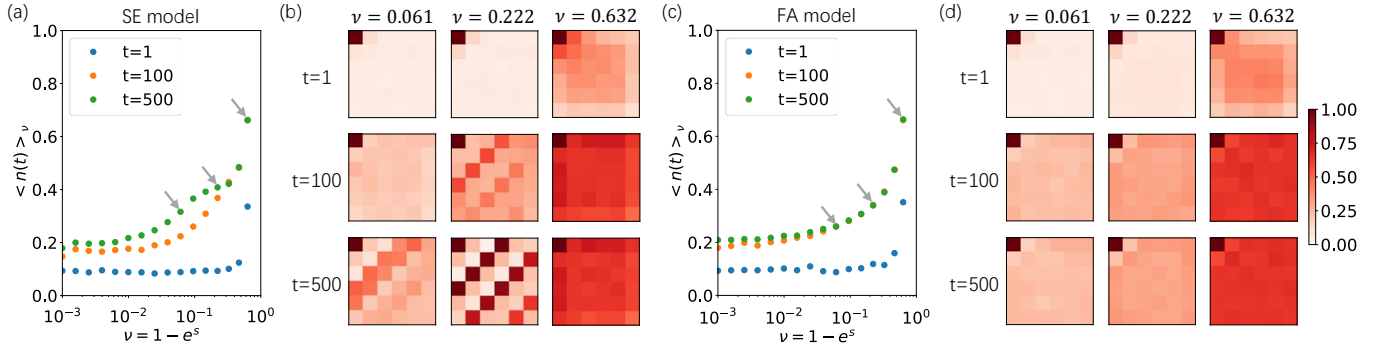 (a)
SE model
1.0
0.8
0.6
0.4
0.2
0.0
t=1
t=100
t=500
< n(t) >ν
10⁻³ 10⁻² 10⁻¹ 10⁰
ν = 1 − eˢ
(b)
ν = 0.061 ν = 0.222 ν = 0.632
t=1
t=100
t=500
(c)
FA model
1.0
0.8
0.6
0.4
0.2
0.0
t=1
t=100
t=500
< n(t) >ν
10⁻³ 10⁻² 10⁻¹ 10⁰
ν = 1 − eˢ
(d)
ν = 0.061 ν = 0.222 ν = 0.632
t=1
t=100
t=500
1.00
0.75
0.50
0.25
0.00